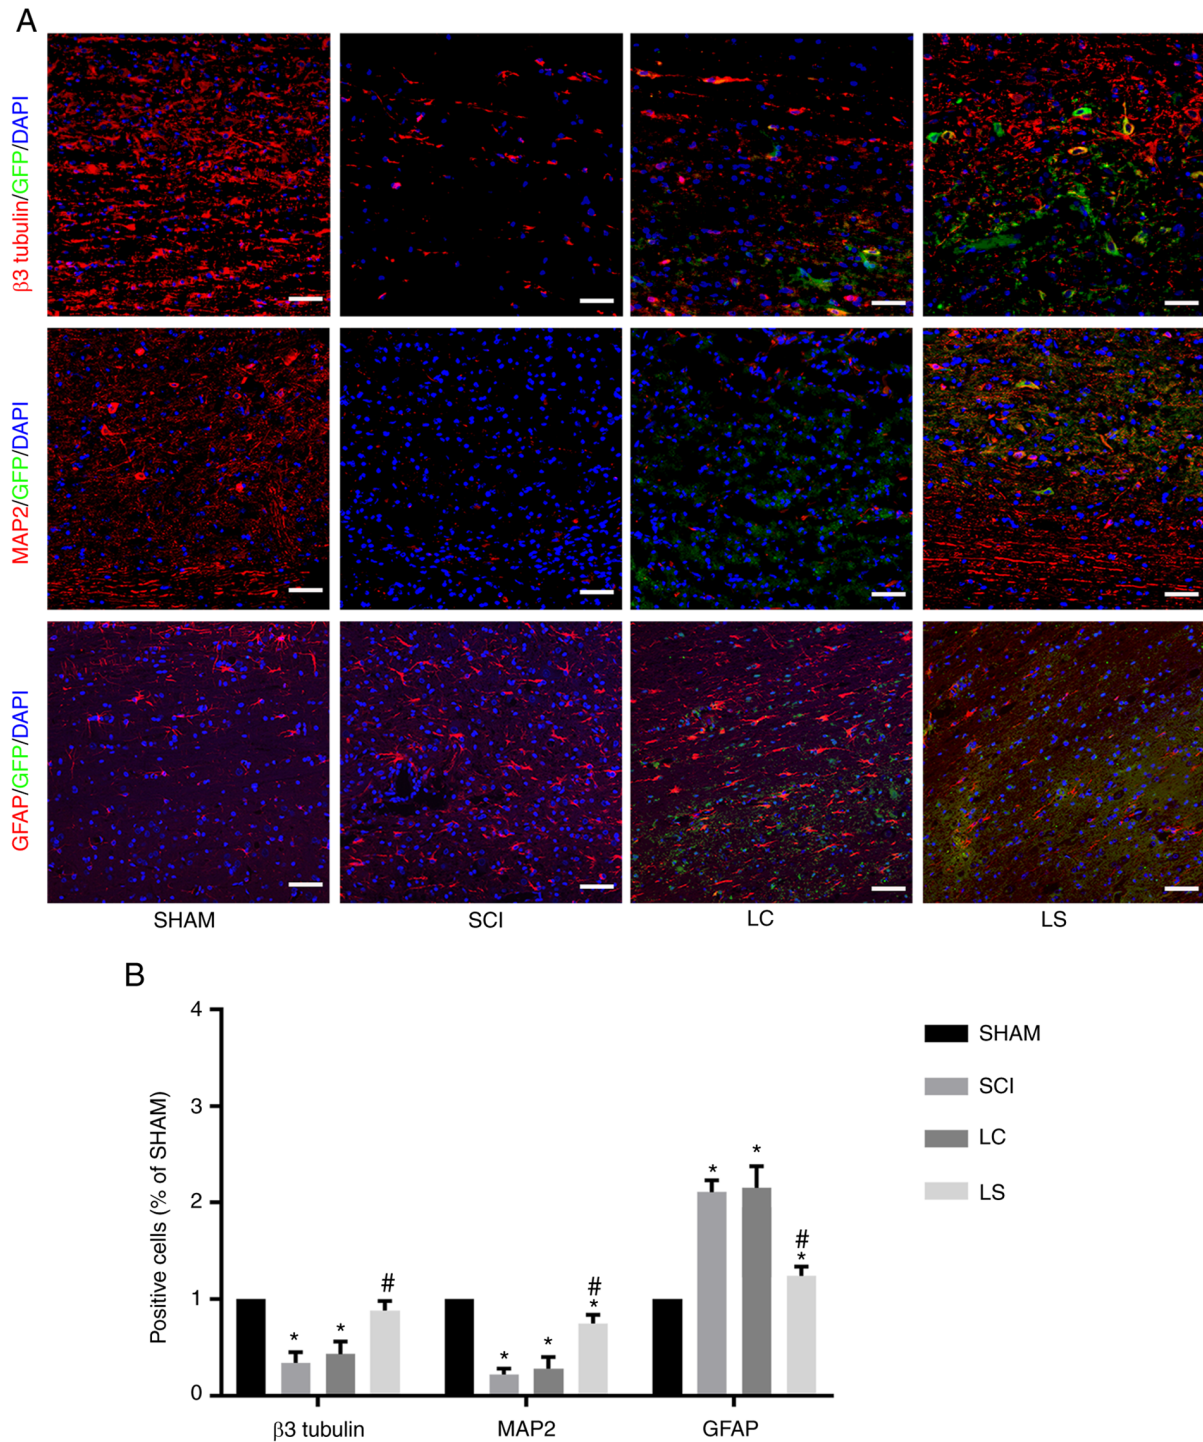 A
β3 tubulin/GFP/DAPI
MAP2/GFP/DAPI
GFAP/GFP/DAPI
SHAM SCI LC LS
B
Positive cells (% of SHAM)
4
3
2
1
0
* * #
* * # *
* * # *
β3 tubulin MAP2 GFAP
SHAM
SCI
LC
LS